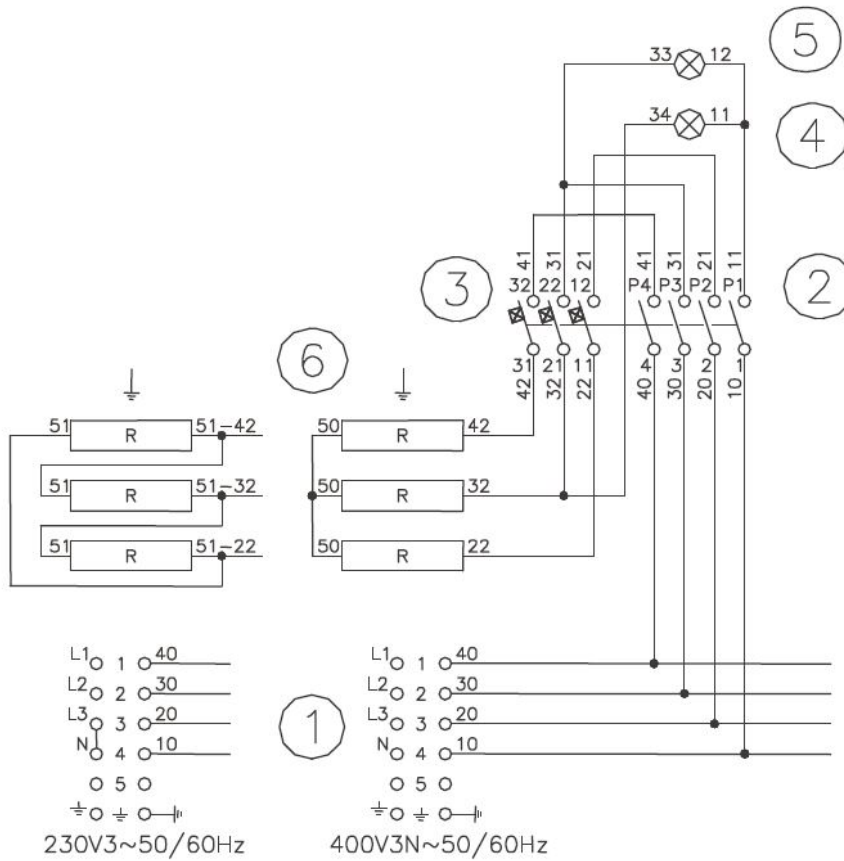 5
33 12
34 11
4
41 31 21 41 31 21 11
3 32 22 12 P4 P3 P2 P1 2
31 21 11 4 3 2 1
42 32 22 40 30 20 10
6
51 R 51-42 50 R 42
51 R 51-32 50 R 32
51 R 51-22 50 R 22
L1 1 40 L1 1 40
L2 2 30 L2 2 30
L3 3 20 1 L3 3 20
N 4 10 N 4 10
5 5
230V3~50/60Hz 400V3N~50/60Hz